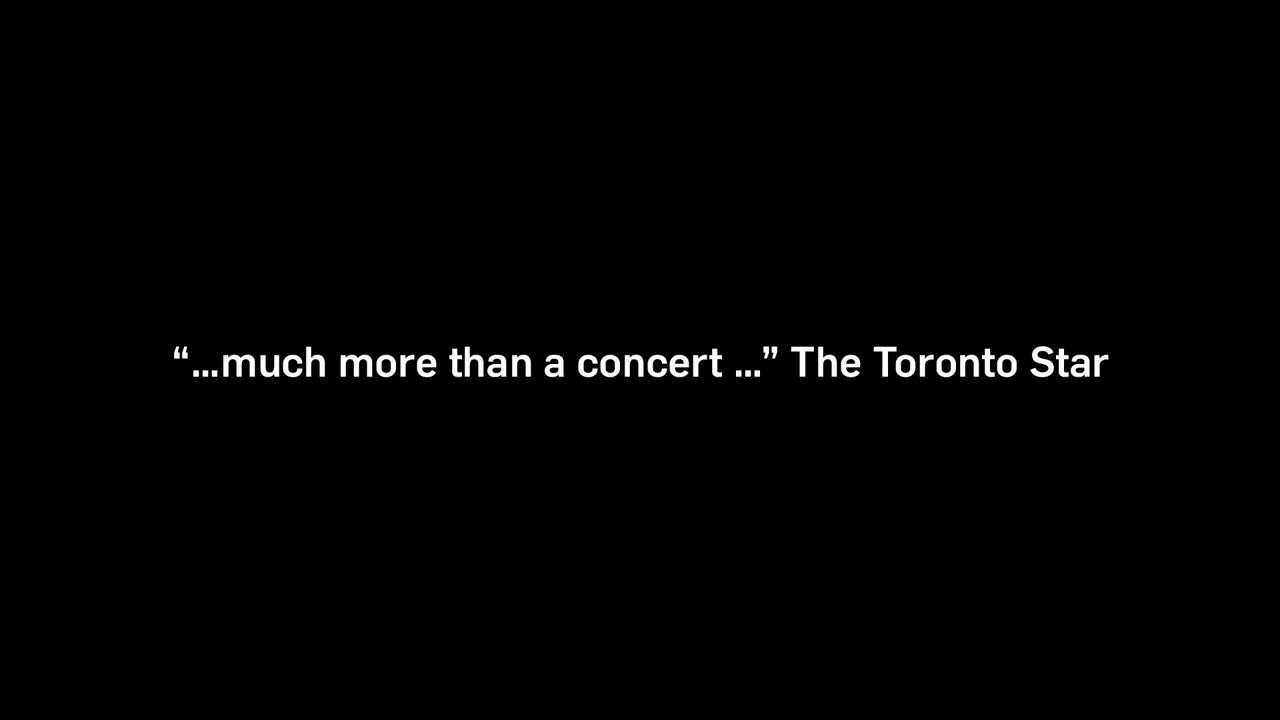 “...much more than a concert ...” The Toronto Star